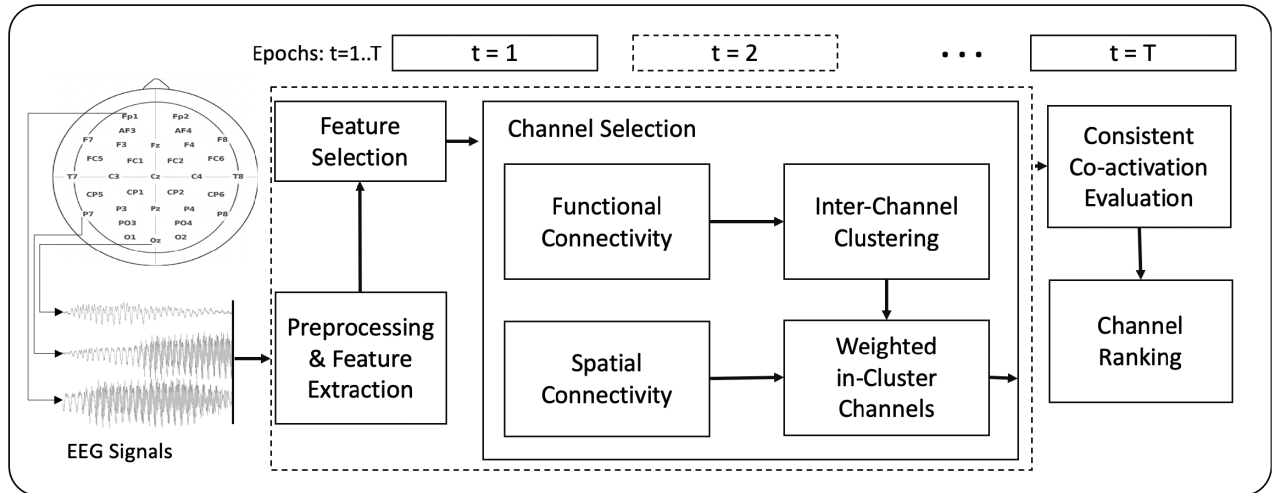 Epochs: t=1..T
t = 1
t = 2
...
t = T
Fp1 Fp2
AF3 AF4
F7 F3 Fz F4 F8
FC5 FC1 FC2 FC6
T7 C3 Cz C4 T8
CP5 CP1 CP2 CP6
P7 P3 Pz P4 P8
PO3 PO4
O1 Oz O2
EEG Signals
Preprocessing
& Feature
Extraction
Feature
Selection
Channel Selection
Functional
Connectivity
Inter-Channel
Clustering
Spatial
Connectivity
Weighted
in-Cluster
Channels
Consistent
Co-activation
Evaluation
Channel
Ranking